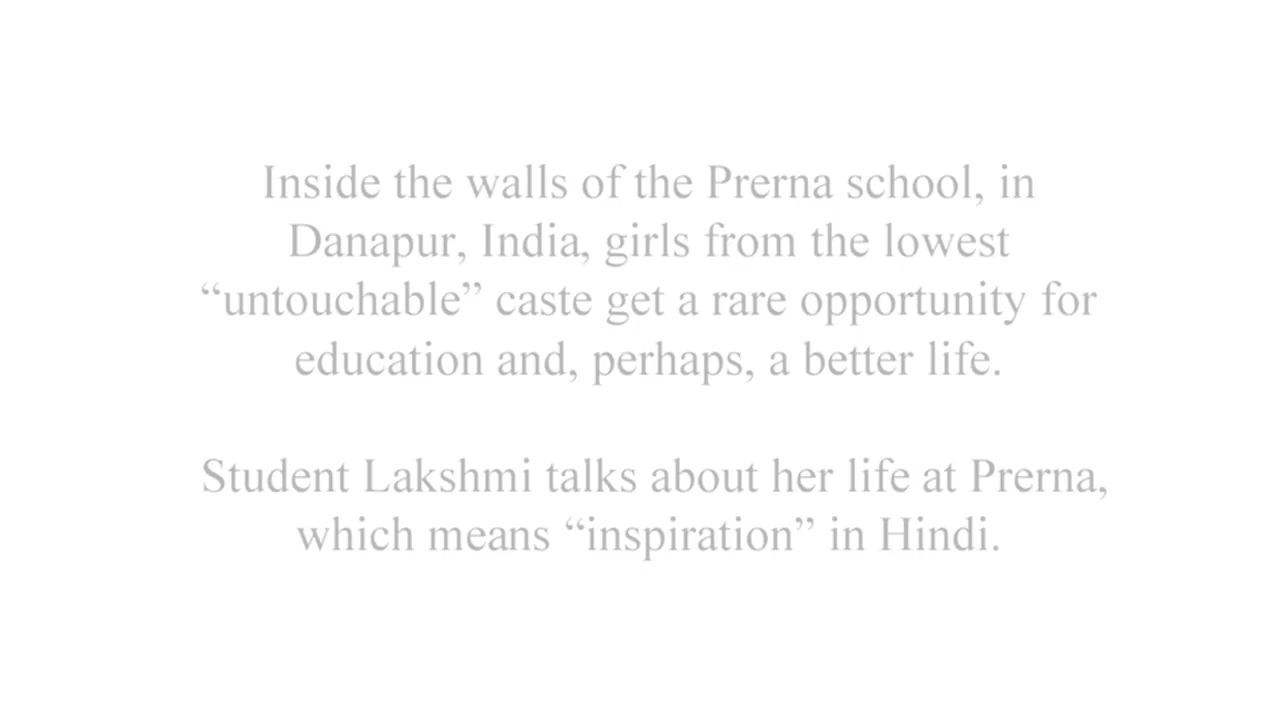 Inside the walls of the Prerna school, in
Danapur, India, girls from the lowest
“untouchable” caste get a rare opportunity for
education and, perhaps, a better life.
Student Lakshmi talks about her life at Prerna,
which means “inspiration” in Hindi.